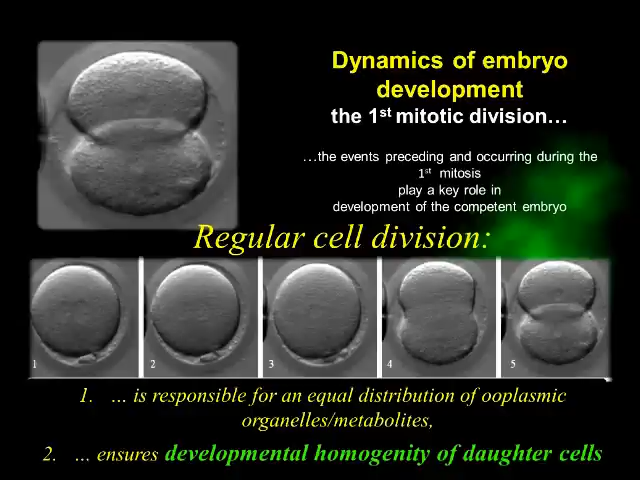 Dynamics of embryo
development
the 1st mitotic division…
…the events preceding and occurring during the
1st mitosis
play a key role in
development of the competent embryo
Regular cell division:
1 2 3 4 5
1. … is responsible for an equal distribution of ooplasmic
organelles/metabolites,
2. … ensures developmental homogenity of daughter cells